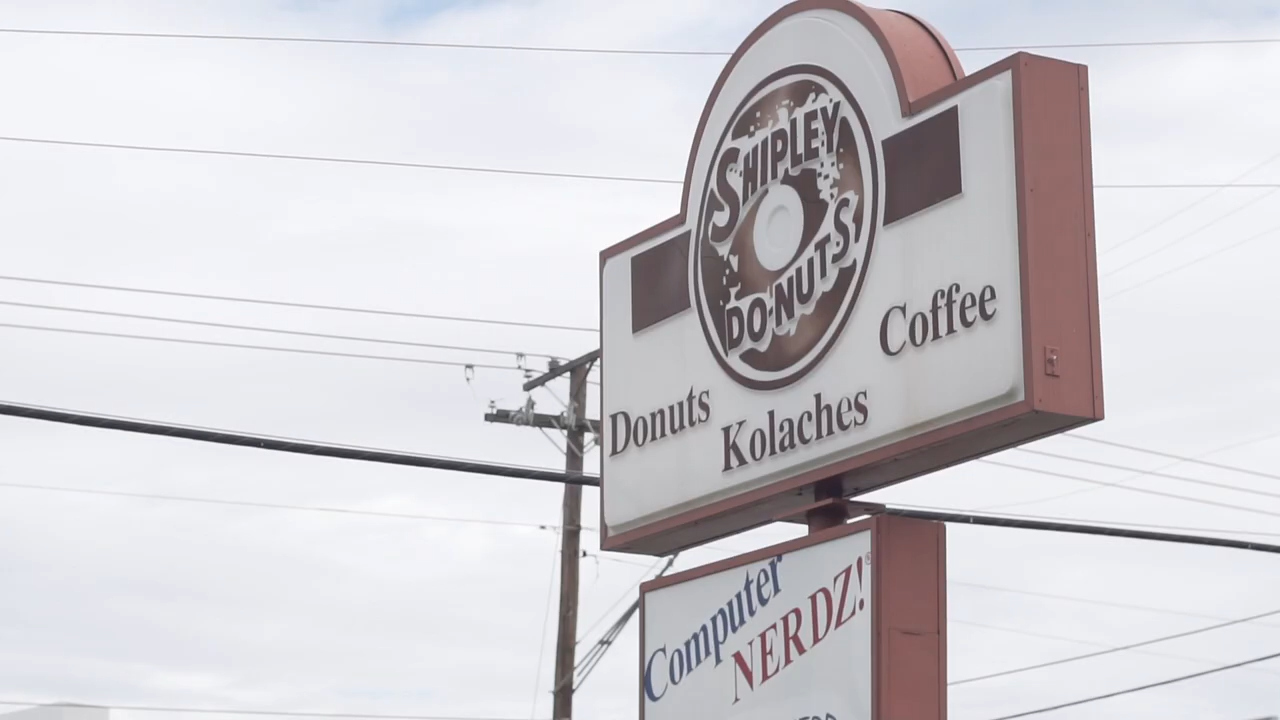 SHIPLEY
DO-NUTS
Donuts
Kolaches
Coffee
Computer
NERDZ!®